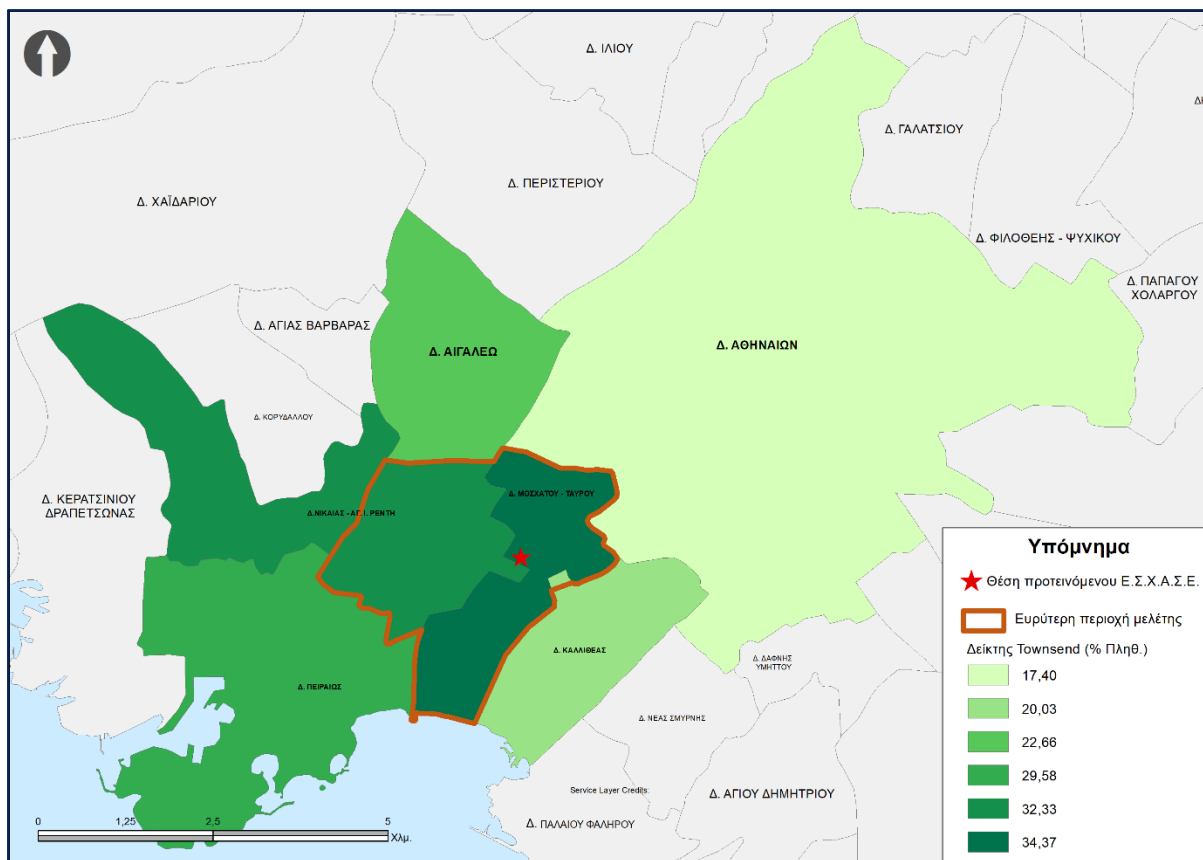 Δ. ΙΛΙΟΥ
Δ. ΓΑΛΑΤΣΙΟΥ
Δ. ΠΕΡΙΣΤΕΡΙΟΥ
Δ. ΧΑΪΔΑΡΙΟΥ
Δ. ΦΙΛΟΘΕΗΣ - ΨΥΧΙΚΟΥ
Δ. ΠΑΠΑΓΟΥ
ΧΟΛΑΡΓΟΥ
Δ. ΑΓΙΑΣ ΒΑΡΒΑΡΑΣ
Δ. ΑΙΓΑΛΕΩ
Δ. ΑΘΗΝΑΙΩΝ
Δ. ΚΟΡΥΔΑΛΛΟΥ
Δ. ΚΕΡΑΤΣΙΝΙΟΥ
ΔΡΑΠΕΤΣΩΝΑΣ
Δ. ΜΟΣΧΑΤΟΥ - ΤΑΥΡΟΥ
Δ.ΝΙΚΑΙΑΣ - ΑΓ.Ι. ΡΕΝΤΗ
Δ. ΚΑΛΛΙΘΕΑΣ
Δ. ΔΑΦΝΗΣ
ΥΜΗΤΤΟΥ
Δ. ΠΕΙΡΑΙΩΣ
Δ. ΝΕΑΣ ΣΜΥΡΝΗΣ
Service Layer Credits:
Δ. ΑΓΙΟΥ ΔΗΜΗΤΡΙΟΥ
Δ. ΠΑΛΑΙΟΥ ΦΑΛΗΡΟΥ
0 1,25 2,5 5
Χλμ.
Υπόμνημα
Θέση προτεινόμενου Ε.Σ.Χ.Α.Σ.Ε.
Ευρύτερη περιοχή μελέτης
Δείκτης Townsend (% Πληθ.)
17,40
20,03
22,66
29,58
32,33
34,37